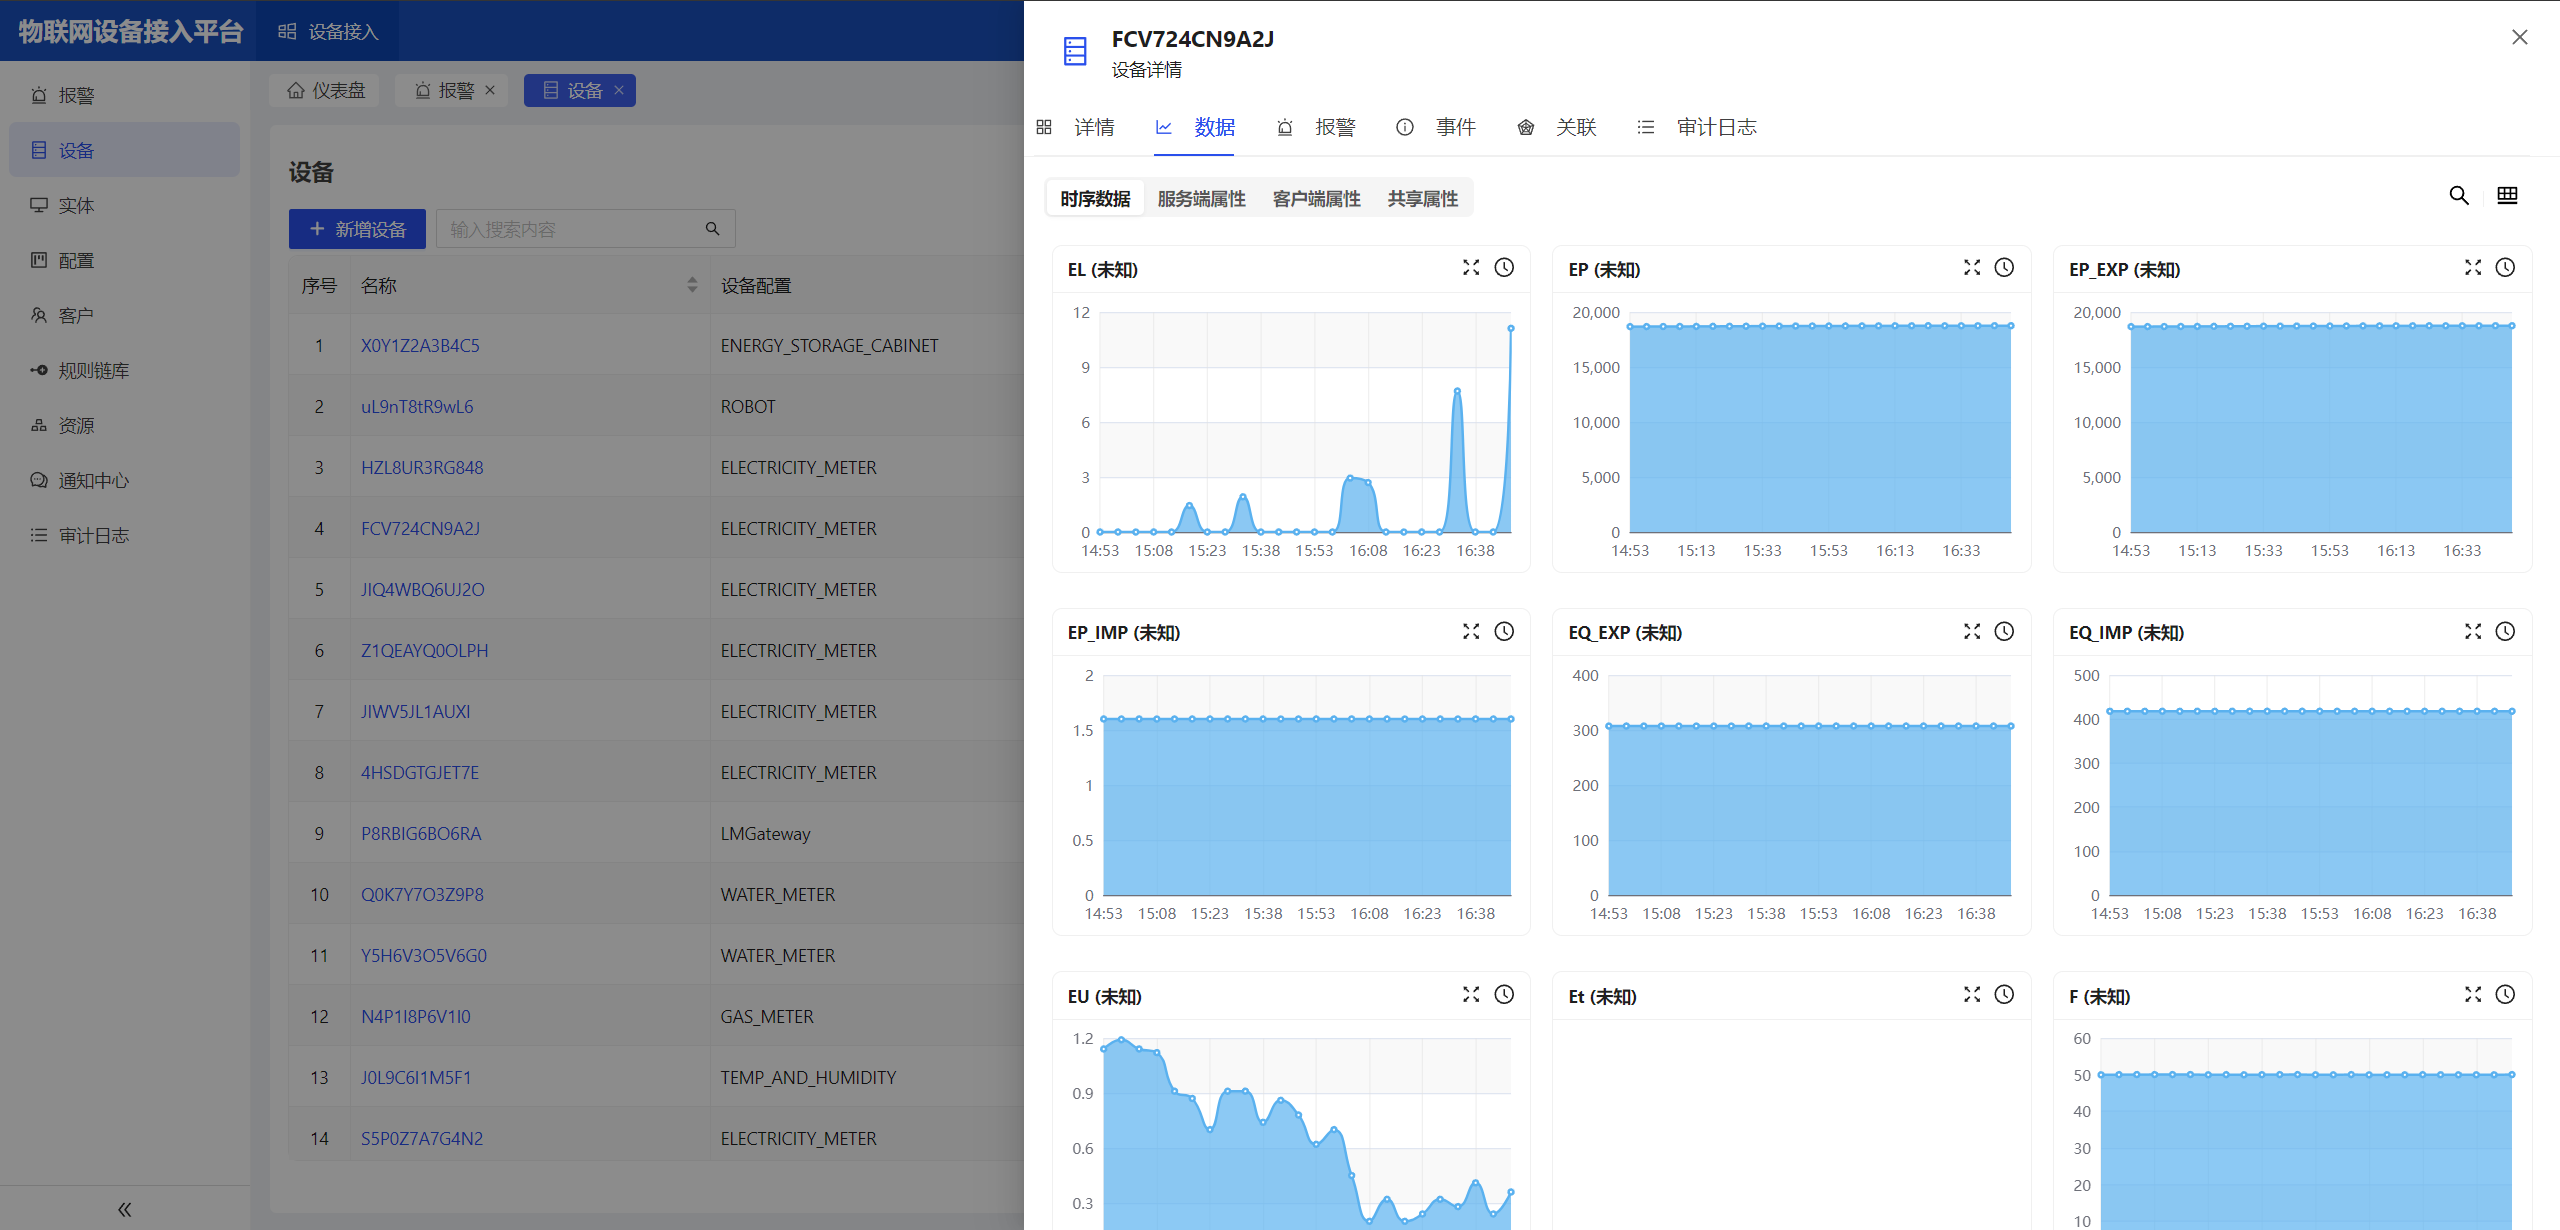 物联网设备接入平台
设备接入
报警
设备
实体
配置
客户
规则链库
资源
通知中心
审计日志
仪表盘
报警
设备
设备
新增设备
输入搜索内容
序号 名称 设备配置
1 X0Y1Z2A3B4C5 ENERGY_STORAGE_CABINET
2 uL9nT8tR9wL6 ROBOT
3 HZL8UR3RG848 ELECTRICITY_METER
4 FCV724CN9A2J ELECTRICITY_METER
5 JIQ4WBQ6UJ2O ELECTRICITY_METER
6 Z1QEAYQ0OLPH ELECTRICITY_METER
7 JIWV5JL1AUXI ELECTRICITY_METER
8 4HSDGTGJET7E ELECTRICITY_METER
9 P8RBIG6BO6RA LMGateway
10 Q0K7Y7O3Z9P8 WATER_METER
11 Y5H6V3O5V6G0 WATER_METER
12 N4P1I8P6V1I0 GAS_METER
13 J0L9C6I1M5F1 TEMP_AND_HUMIDITY
14 S5P0Z7A7G4N2 ELECTRICITY_METER
FCV724CN9A2J
设备详情
详情 数据 报警 事件 关联 审计日志
时序数据 服务端属性 客户端属性 共享属性
EL (未知)
12
9
6
3
0
14:53 15:08 15:23 15:38 15:53 16:08 16:23 16:38
EP (未知)
20,000
15,000
10,000
5,000
0
14:53 15:13 15:33 15:53 16:13 16:33
EP_EXP (未知)
20,000
15,000
10,000
5,000
0
14:53 15:13 15:33 15:53 16:13 16:33
EP_IMP (未知)
2
1.5
1
0.5
0
14:53 15:08 15:23 15:38 15:53 16:08 16:23 16:38
EQ_EXP (未知)
400
300
200
100
0
14:53 15:08 15:23 15:38 15:53 16:08 16:23 16:38
EQ_IMP (未知)
500
400
300
200
100
0
14:53 15:08 15:23 15:38 15:53 16:08 16:23 16:38
EU (未知)
1.2
0.9
0.6
0.3
Et (未知)
F (未知)
60
50
40
30
20
10